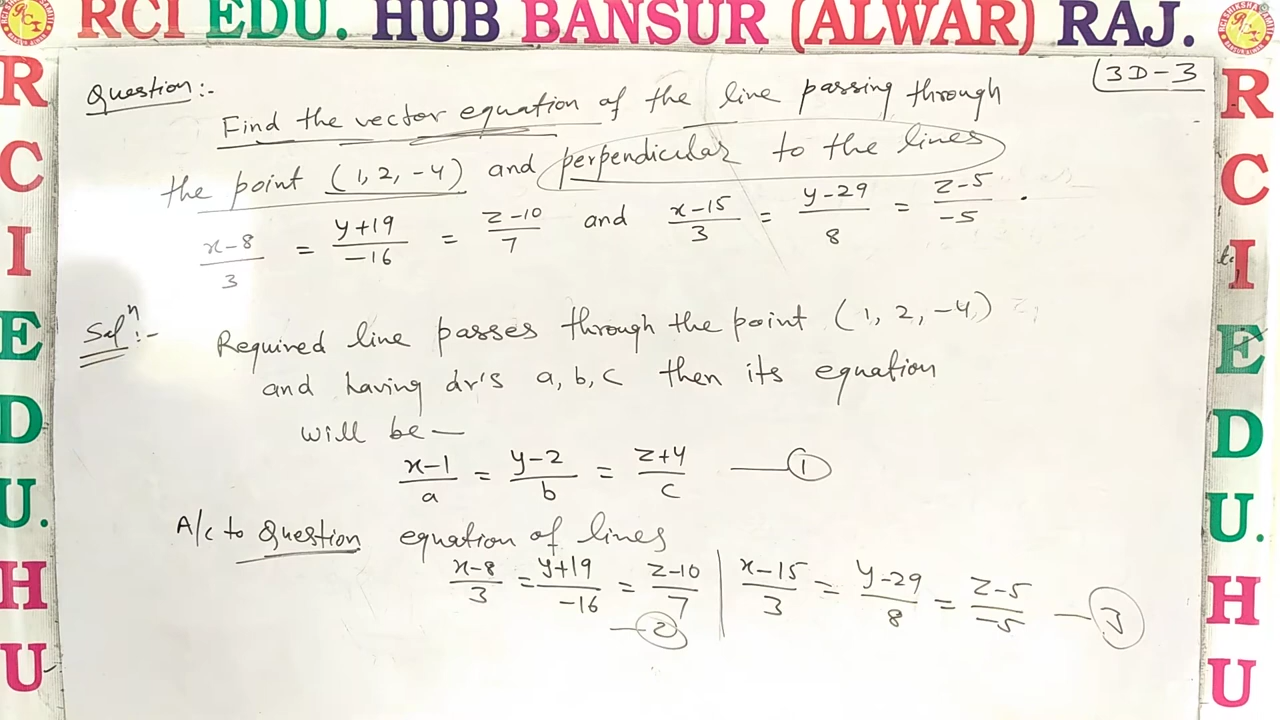 RCI EDU. HUB BANSUR (ALWAR) RAJ.
R
C
I
E
D
U.
H
U
3D-3
Question:-
Find the vector equation of the line passing through
the point (1, 2, -4) and perpendicular to the lines
x-8/3 = y+19/-16 = z-10/7 and x-15/3 = y-29/8 = z-5/-5 .
Solⁿ:- Required line passes through the point (1, 2, -4)
and having dr's a, b, c then its equation
will be —
x-1/a = y-2/b = z+4/c —— ①
A/c to Question equation of lines
x-8/3 = y+19/-16 = z-10/7 —② | x-15/3 = y-29/8 = z-5/-5 —③
R
C
I
E
D
U.
H
U